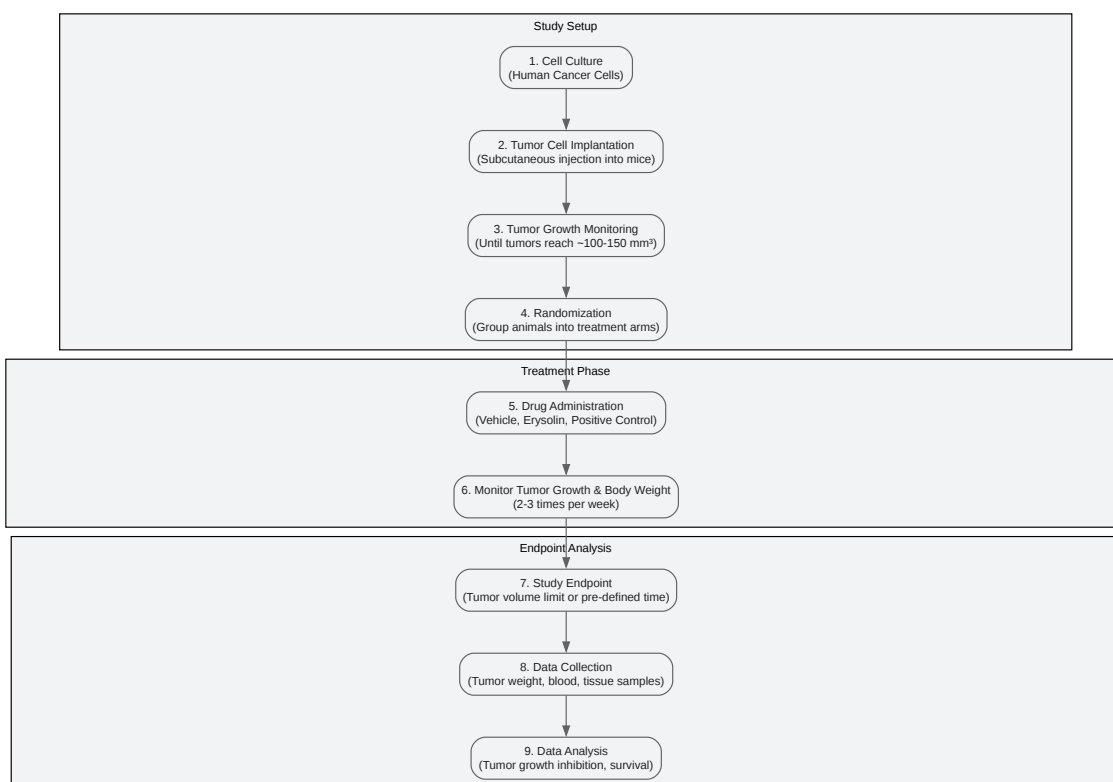 Study Setup
1. Cell Culture
(Human Cancer Cells)
2. Tumor Cell Implantation
(Subcutaneous injection into mice)
3. Tumor Growth Monitoring
(Until tumors reach ~100-150 mm³)
4. Randomization
(Group animals into treatment arms)
Treatment Phase
5. Drug Administration
(Vehicle, Erysolin, Positive Control)
6. Monitor Tumor Growth & Body Weight
(2-3 times per week)
Endpoint Analysis
7. Study Endpoint
(Tumor volume limit or pre-defined time)
8. Data Collection
(Tumor weight, blood, tissue samples)
9. Data Analysis
(Tumor growth inhibition, survival)